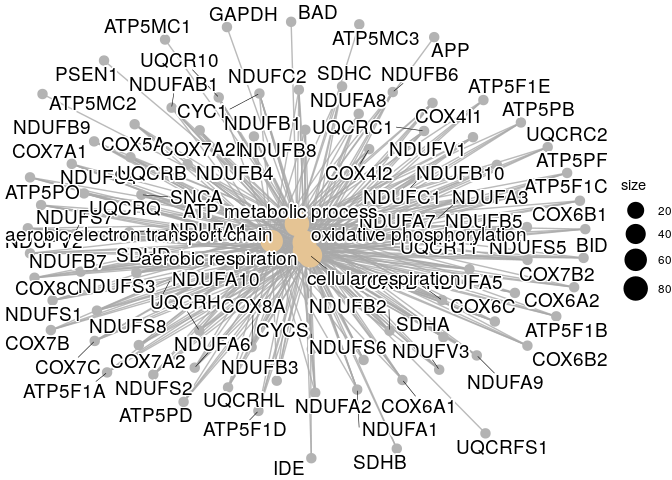 GAPDH
BAD
ATP5MC1
ATP5MC3
APP
UQCR10
PSEN1
NDUFAB1
NDUFC2
SDHC
NDUFB6
ATP5F1E
ATP5MC2
CYC1
NDUFA8
ATP5PB
NDUFB9
NDUFB1
UQCRC1
COX4I1
UQCRC2
COX7A1
COX5A
COX7A2
NDUFB8
NDUFV1
ATP5PF
UQCRB
NDUFB4
COX4I2
NDUFB10
ATP5F1C
ATP5PO
SNCA
NDUFC1
NDUFA3
UQCRQ
ATP metabolic process
COX6B1
NDUFS7
NDUFA7
NDUFB5
aerobic electron transport chain
oxidative phosphorylation
BID
UQCR11
NDUFS5
NDUFB7
aerobic respiration
COX7B2
COX8C
NDUFS3
NDUFA10
cellular respiration
NDUFA5
COX6A2
NDUFS1
UQCRH
COX8A
NDUFB2
COX6C
NDUFS8
CYCS
SDHA
ATP5F1B
COX7B
NDUFA6
NDUFS6
NDUFV3
COX6B2
COX7C
COX7A2
NDUFB3
NDUFA9
ATP5F1A
NDUFS2
UQCRHL
NDUFA2
COX6A1
ATP5PD
ATP5F1D
NDUFA1
UQCRFS1
IDE
SDHB
size
20
40
60
80